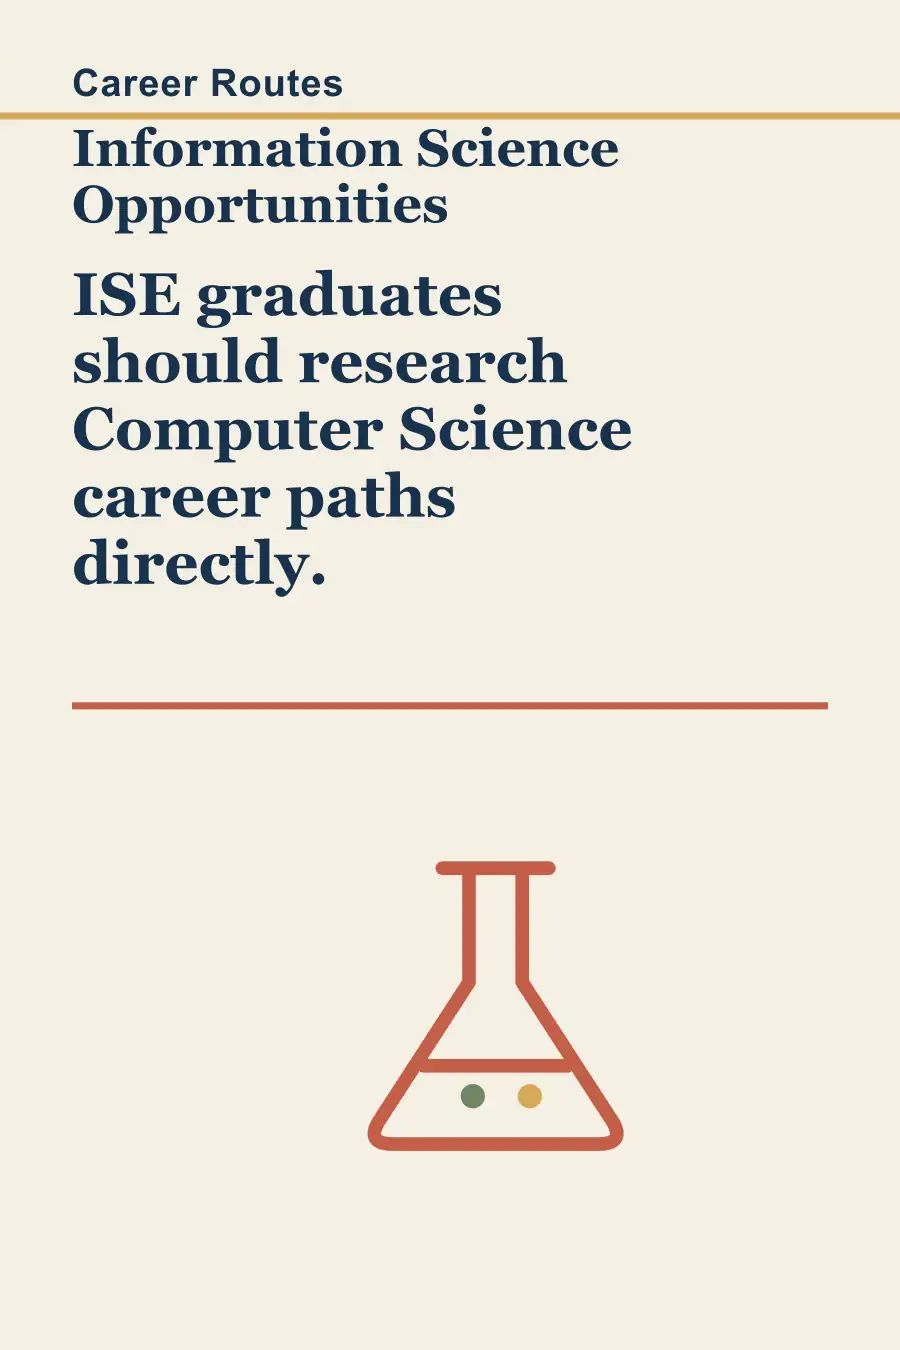 Career Routes
Information Science
Opportunities
ISE graduates
should research
Computer Science
career paths
directly.